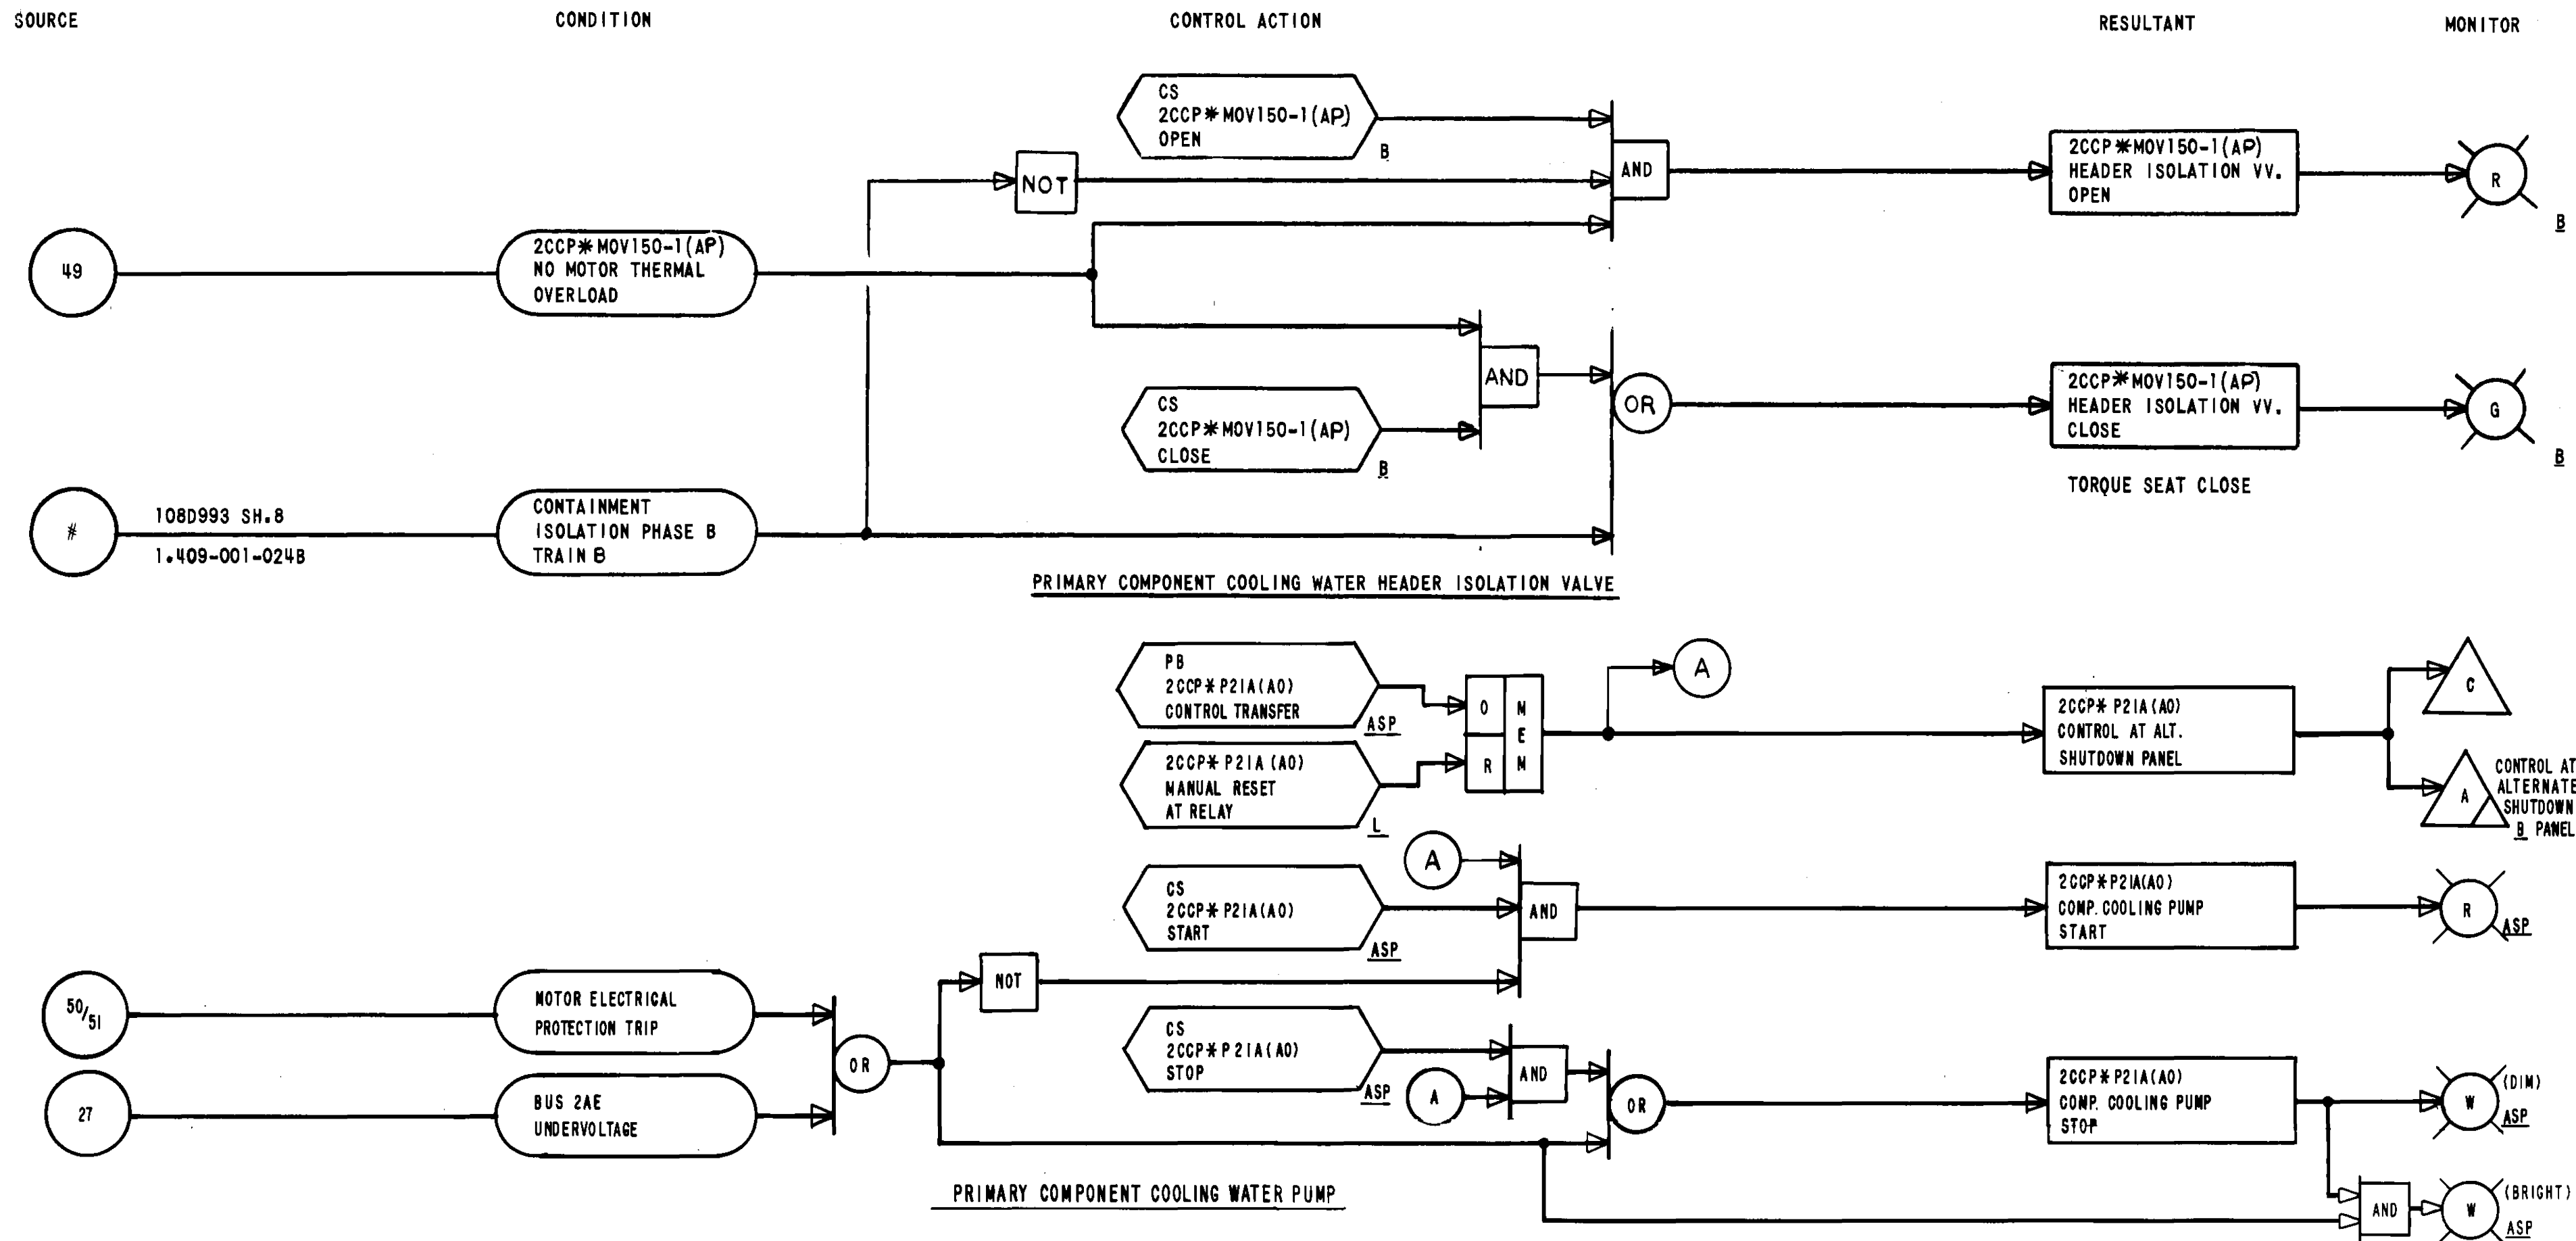 SOURCE CONDITION CONTROL ACTION RESULTANT MONITOR
CS
2CCP*MOV150-1(AP)
OPEN
B
NOT
AND
2CCP*MOV150-1(AP)
HEADER ISOLATION VV.
OPEN
R
B
49
2CCP*MOV150-1(AP)
NO MOTOR THERMAL
OVERLOAD
AND
CS
2CCP*MOV150-1(AP)
CLOSE
B
OR
2CCP*MOV150-1(AP)
HEADER ISOLATION VV.
CLOSE
TORQUE SEAT CLOSE
G
B
#
108D993 SH.8
1.409-001-024B
CONTAINMENT
ISOLATION PHASE B
TRAIN B
PRIMARY COMPONENT COOLING WATER HEADER ISOLATION VALVE
PB
2CCP*P21A(AO)
CONTROL TRANSFER
ASP
2CCP*P21A(AO)
MANUAL RESET
AT RELAY
L
O
R
M
E
M
A
2CCP*P21A(AO)
CONTROL AT ALT.
SHUTDOWN PANEL
C
A
CONTROL AT
ALTERNATE
SHUTDOWN
B PANEL
A
CS
2CCP*P21A(AO)
START
ASP
AND
2CCP*P21A(AO)
COMP. COOLING PUMP
START
R
ASP
50/51
MOTOR ELECTRICAL
PROTECTION TRIP
NOT
27
BUS 2AE
UNDERVOLTAGE
OR
CS
2CCP*P21A(AO)
STOP
ASP
A
AND
OR
2CCP*P21A(AO)
COMP. COOLING PUMP
STOP
W
(DIM)
ASP
AND
W
(BRIGHT)
ASP
PRIMARY COMPONENT COOLING WATER PUMP